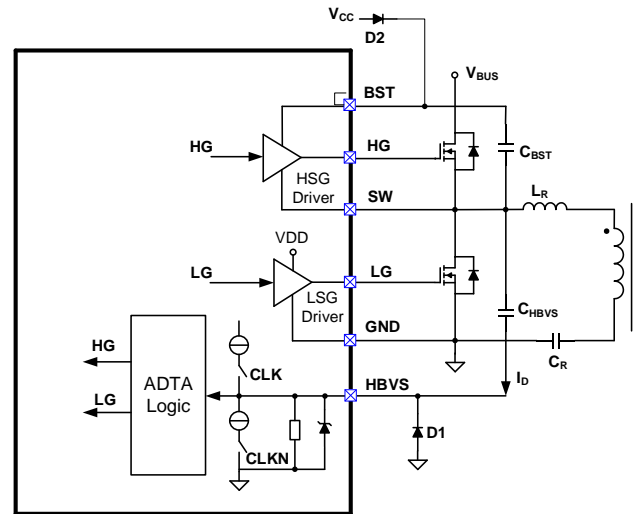 VCC
D2
VBUS
BST
HG
HG
CBST
HSG
Driver
SW
LR
VDD
LG
LG
LSG
Driver
CHBVS
GND
HG
CR
ADTA
Logic
CLK
HBVS
ID
LG
CLKN
D1